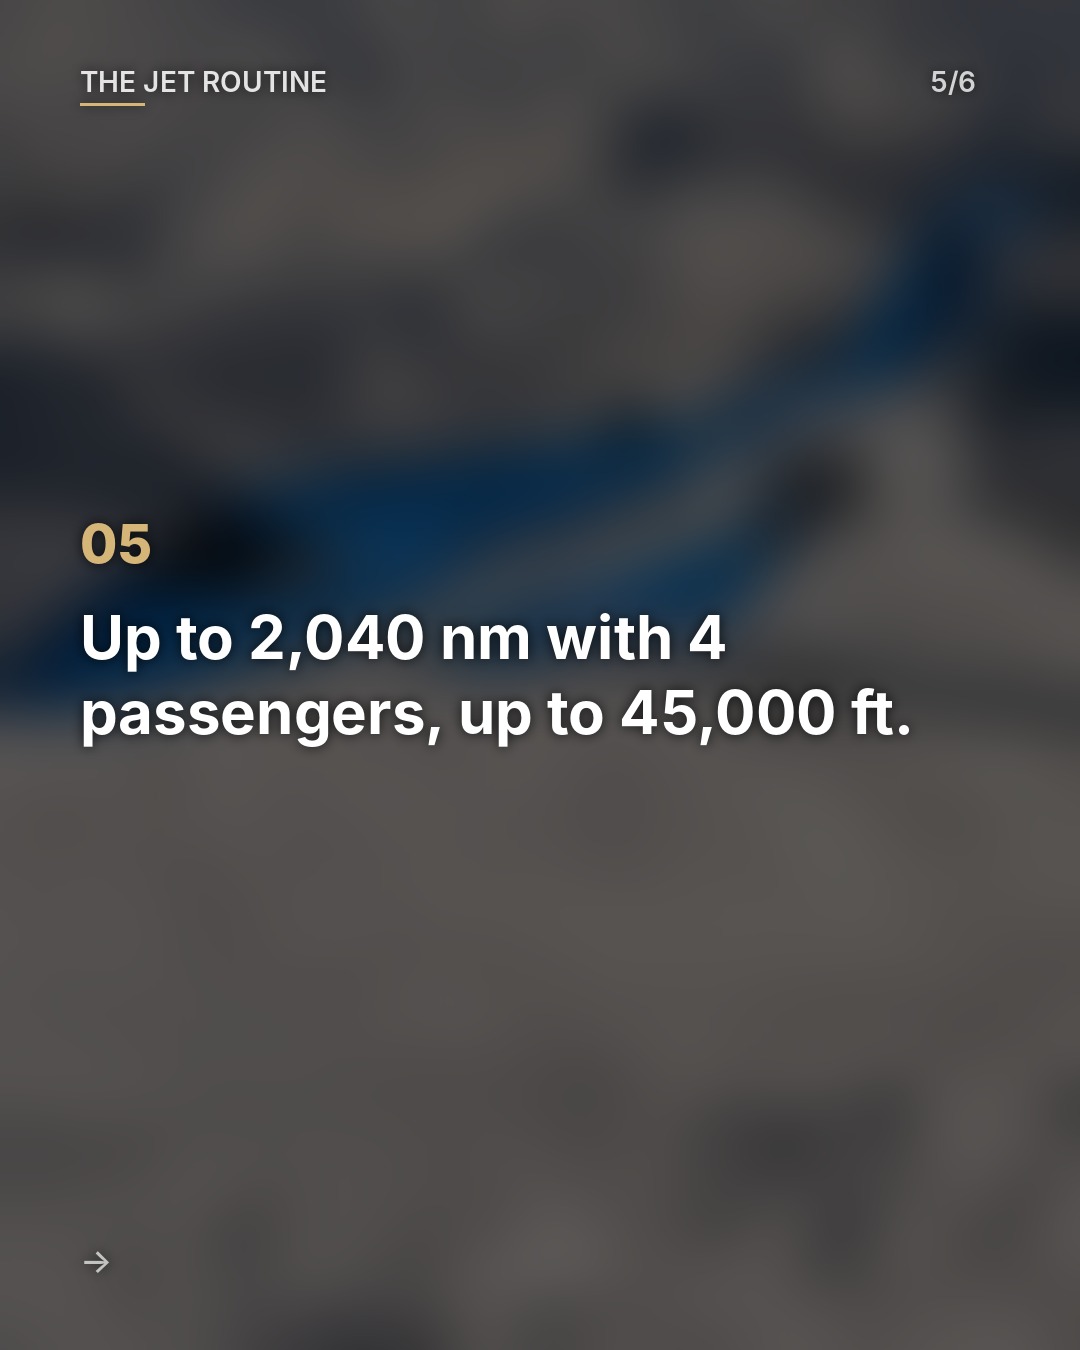 THE JET ROUTINE
5/6
05
Up to 2,040 nm with 4
passengers, up to 45,000 ft.
→